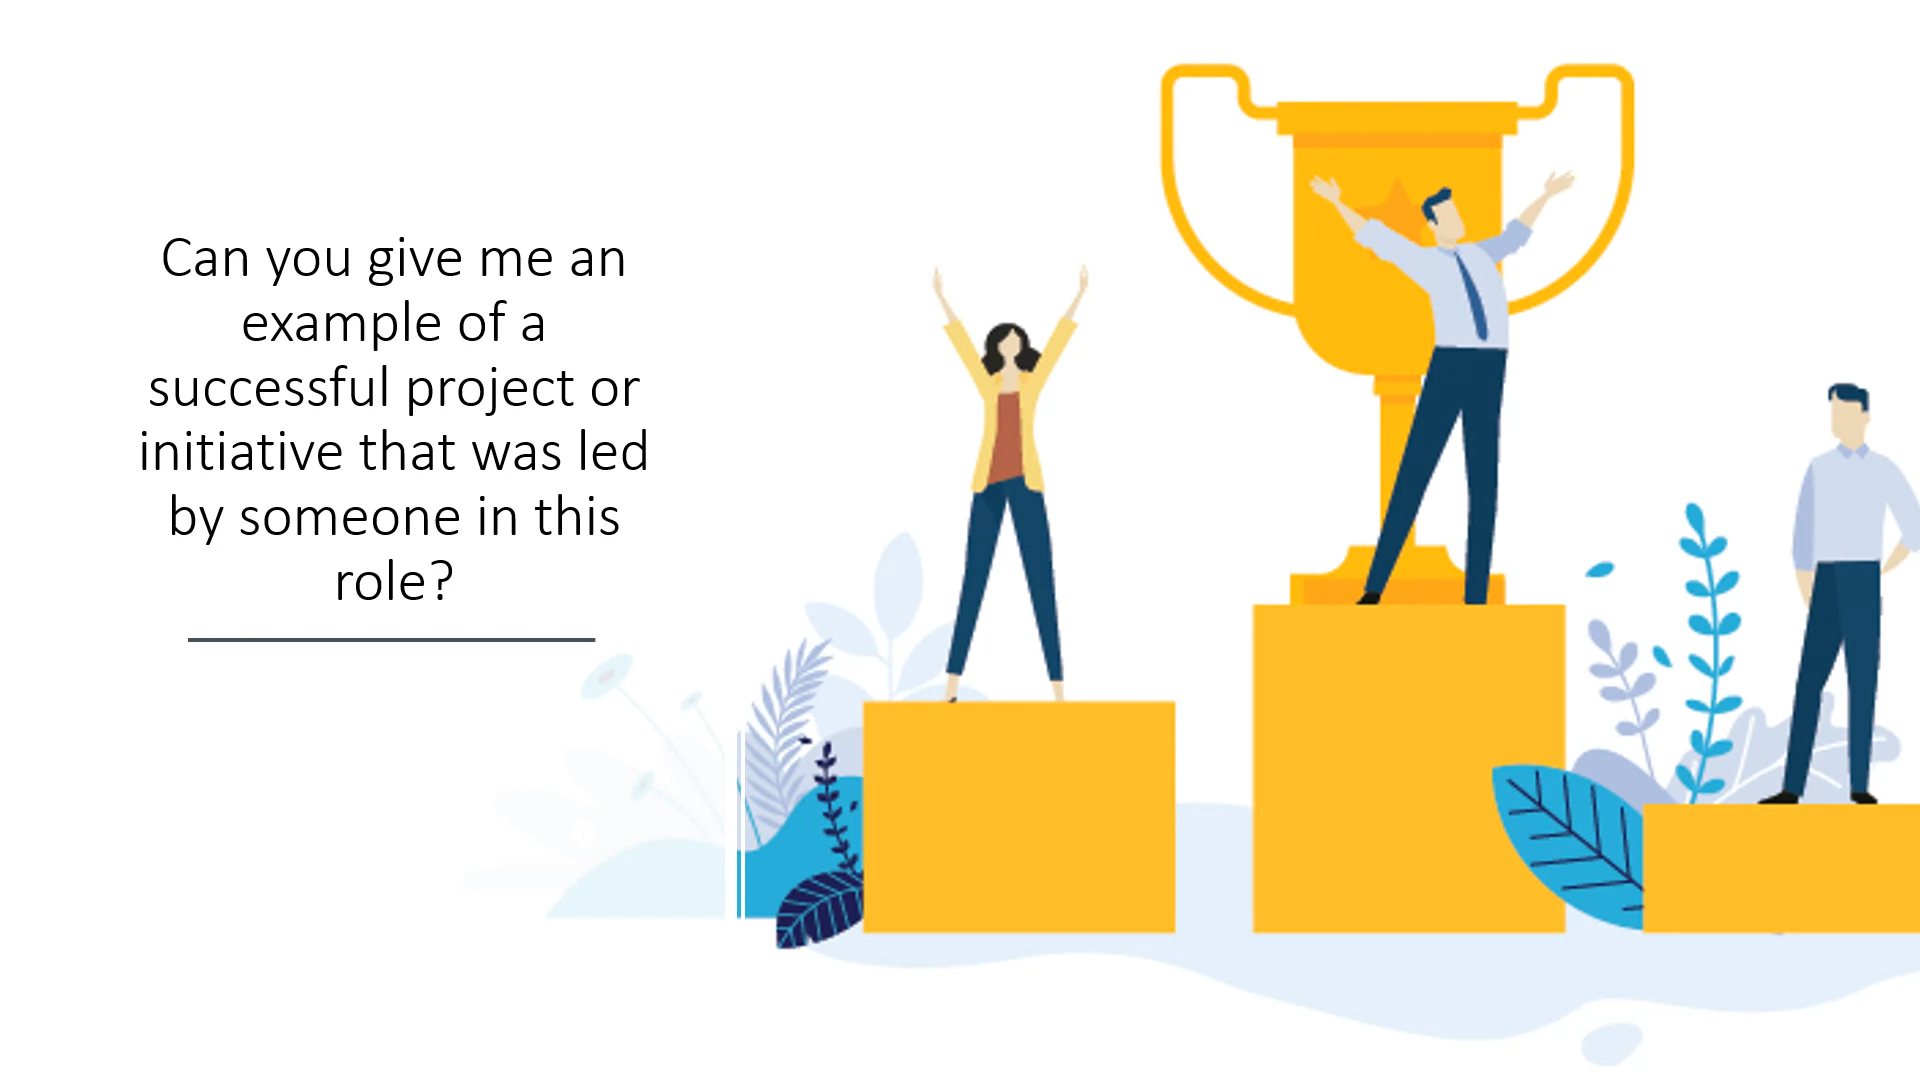 Can you give me an
example of a
successful project or
initiative that was led
by someone in this
role?